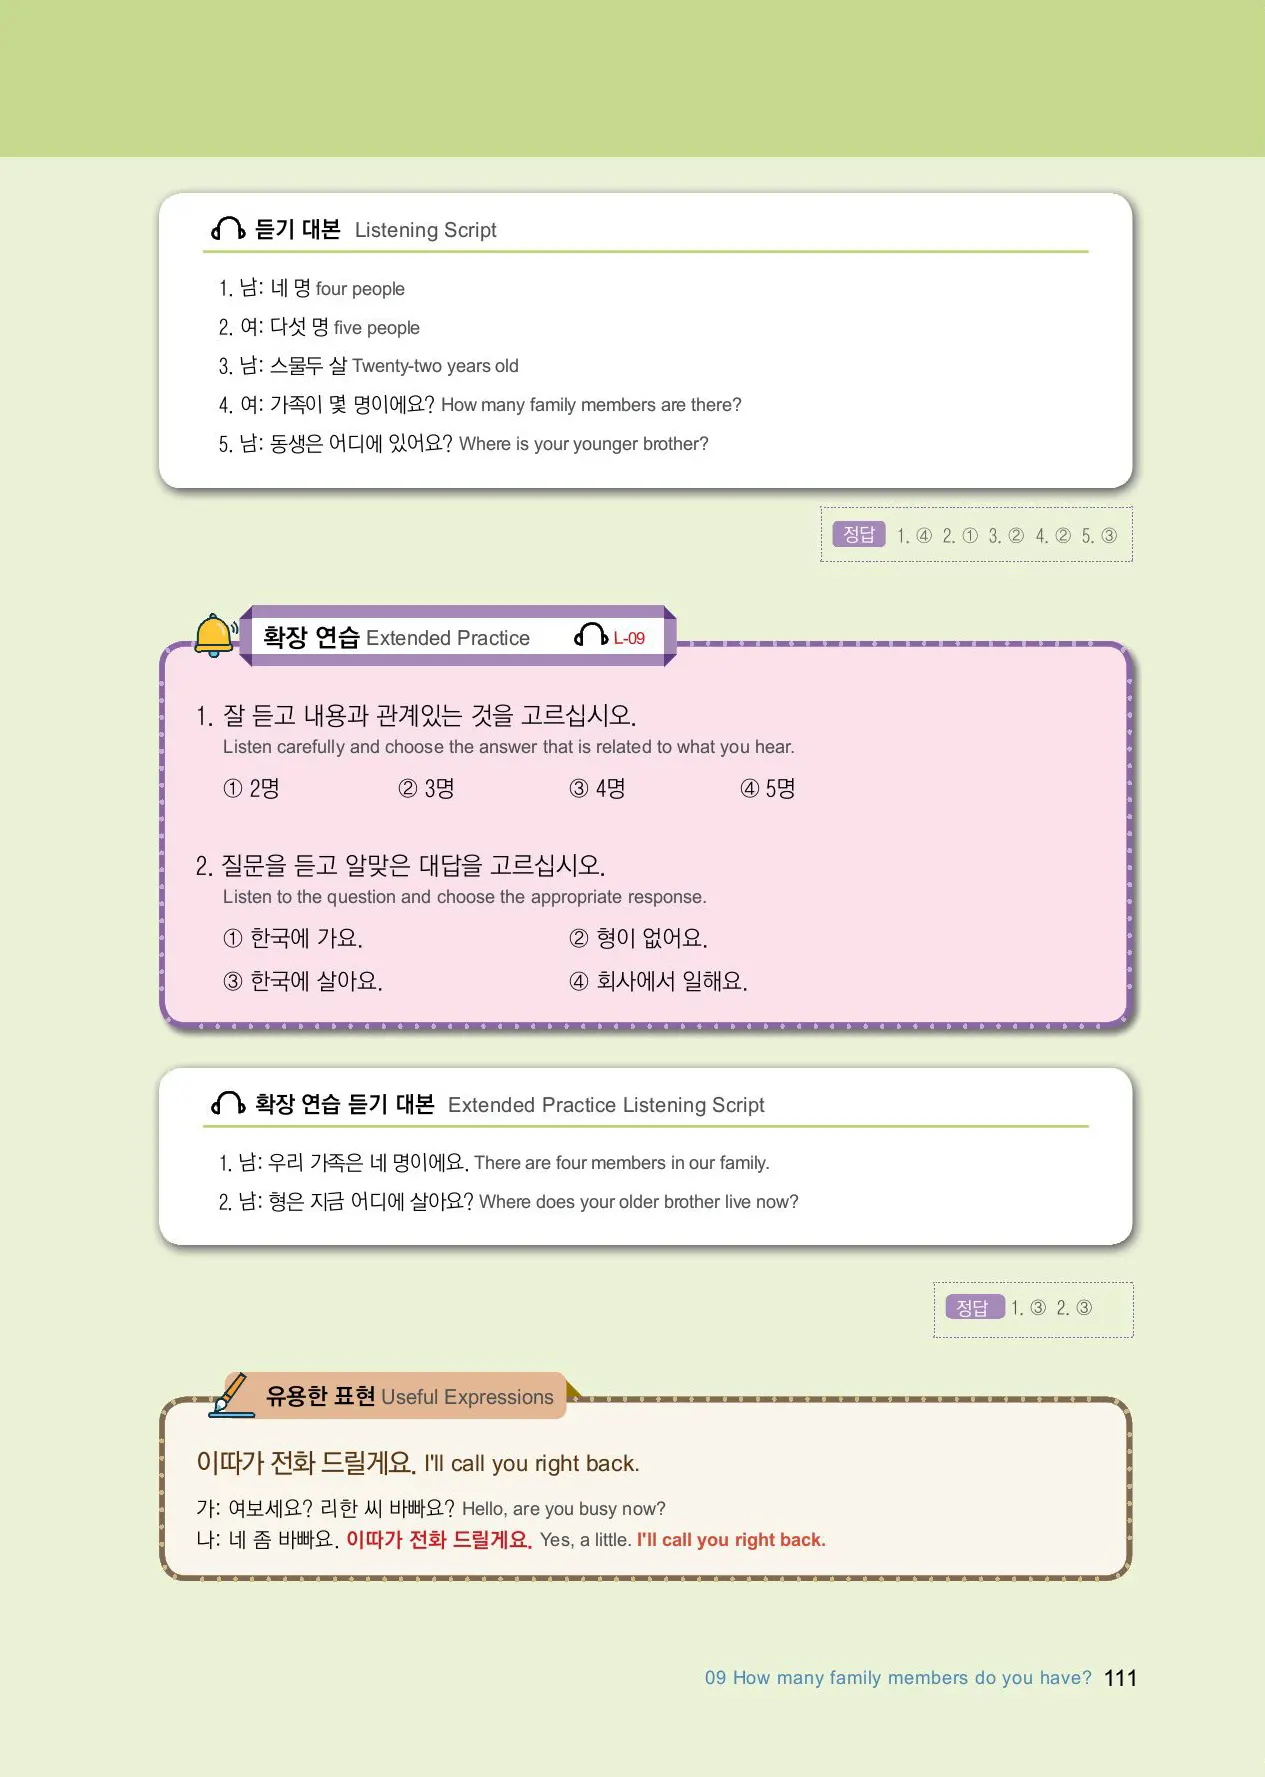 듣기 대본 Listening Script
1. 남: 네 명 four people
2. 여: 다섯 명 five people
3. 남: 스물두 살 Twenty-two years old
4. 여: 가족이 몇 명이에요? How many family members are there?
5. 남: 동생은 어디에 있어요? Where is your younger brother?
정답 1. ④ 2. ① 3. ② 4. ② 5. ③
확장 연습 Extended Practice L-09
1. 잘 듣고 내용과 관계있는 것을 고르십시오.
Listen carefully and choose the answer that is related to what you hear.
① 2명 ② 3명 ③ 4명 ④ 5명
2. 질문을 듣고 알맞은 대답을 고르십시오.
Listen to the question and choose the appropriate response.
① 한국에 가요. ② 형이 없어요.
③ 한국에 살아요. ④ 회사에서 일해요.
확장 연습 듣기 대본 Extended Practice Listening Script
1. 남: 우리 가족은 네 명이에요. There are four members in our family.
2. 남: 형은 지금 어디에 살아요? Where does your older brother live now?
정답 1. ③ 2. ③
유용한 표현 Useful Expressions
이따가 전화 드릴게요. I'll call you right back.
가: 여보세요? 리한 씨 바빠요? Hello, are you busy now?
나: 네 좀 바빠요. 이따가 전화 드릴게요. Yes, a little. I'll call you right back.
09 How many family members do you have? 111